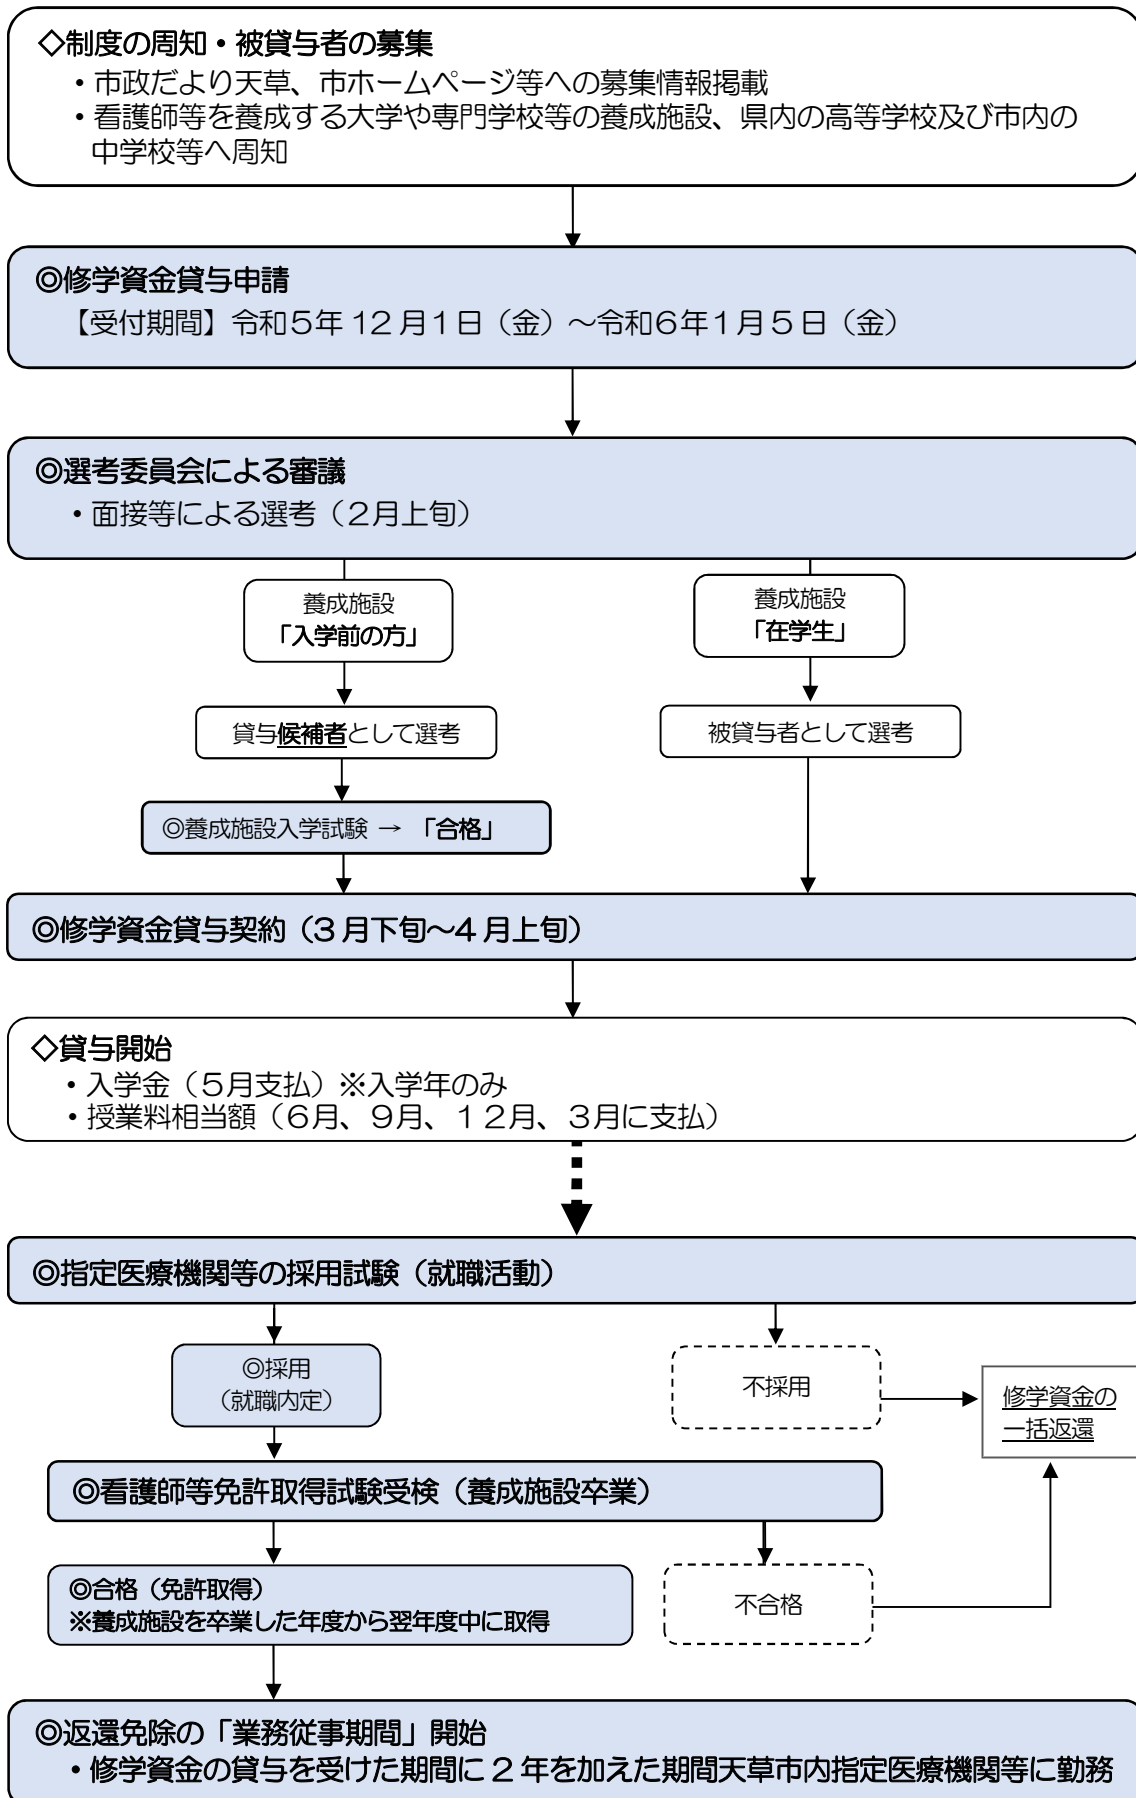 ◇制度の周知・被貸与者の募集
・市政だより天草、市ホームページ等への募集情報掲載
・看護師等を養成する大学や専門学校等の養成施設、県内の高等学校及び市内の
中学校等へ周知
◎修学資金貸与申請
【受付期間】令和５年12月１日（金）～令和６年１月５日（金）
◎選考委員会による審議
・面接等による選考（２月上旬）
養成施設
「入学前の方」
養成施設
「在学生」
貸与候補者として選考
被貸与者として選考
◎養成施設入学試験 → 「合格」
◎修学資金貸与契約（３月下旬～４月上旬）
◇貸与開始
・入学金（５月支払）※入学年のみ
・授業料相当額（６月、９月、１２月、３月に支払）
◎指定医療機関等の採用試験（就職活動）
◎採用
（就職内定）
不採用
修学資金の
一括返還
◎看護師等免許取得試験受検（養成施設卒業）
◎合格（免許取得）
※養成施設を卒業した年度から翌年度中に取得
不合格
◎返還免除の「業務従事期間」開始
・修学資金の貸与を受けた期間に２年を加えた期間天草市内指定医療機関等に勤務